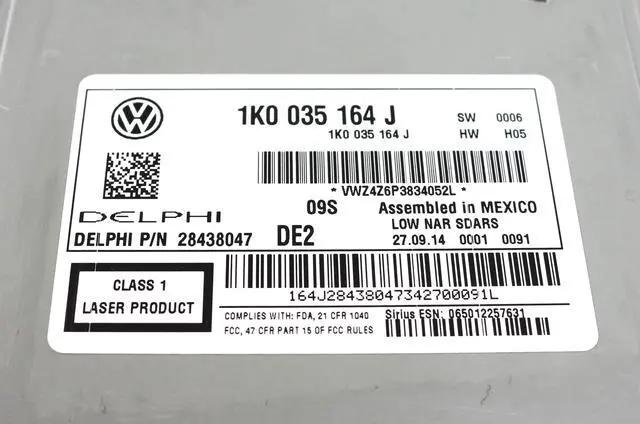 1K0 035 164 J SW 0006
1K0 035 164 J HW H05
* VWZ4Z6P3834052L *
DELPHI 09S Assembled in MEXICO
LOW NAR SDARS
DELPHI P/N 28438047 DE2 27.09.14 0001 0091
CLASS 1
LASER PRODUCT
164J28438047342700091L
COMPLIES WITH: FDA, 21 CFR 1040
FCC, 47 CFR PART 15 OF FCC RULES
Sirius ESN: 065012257631